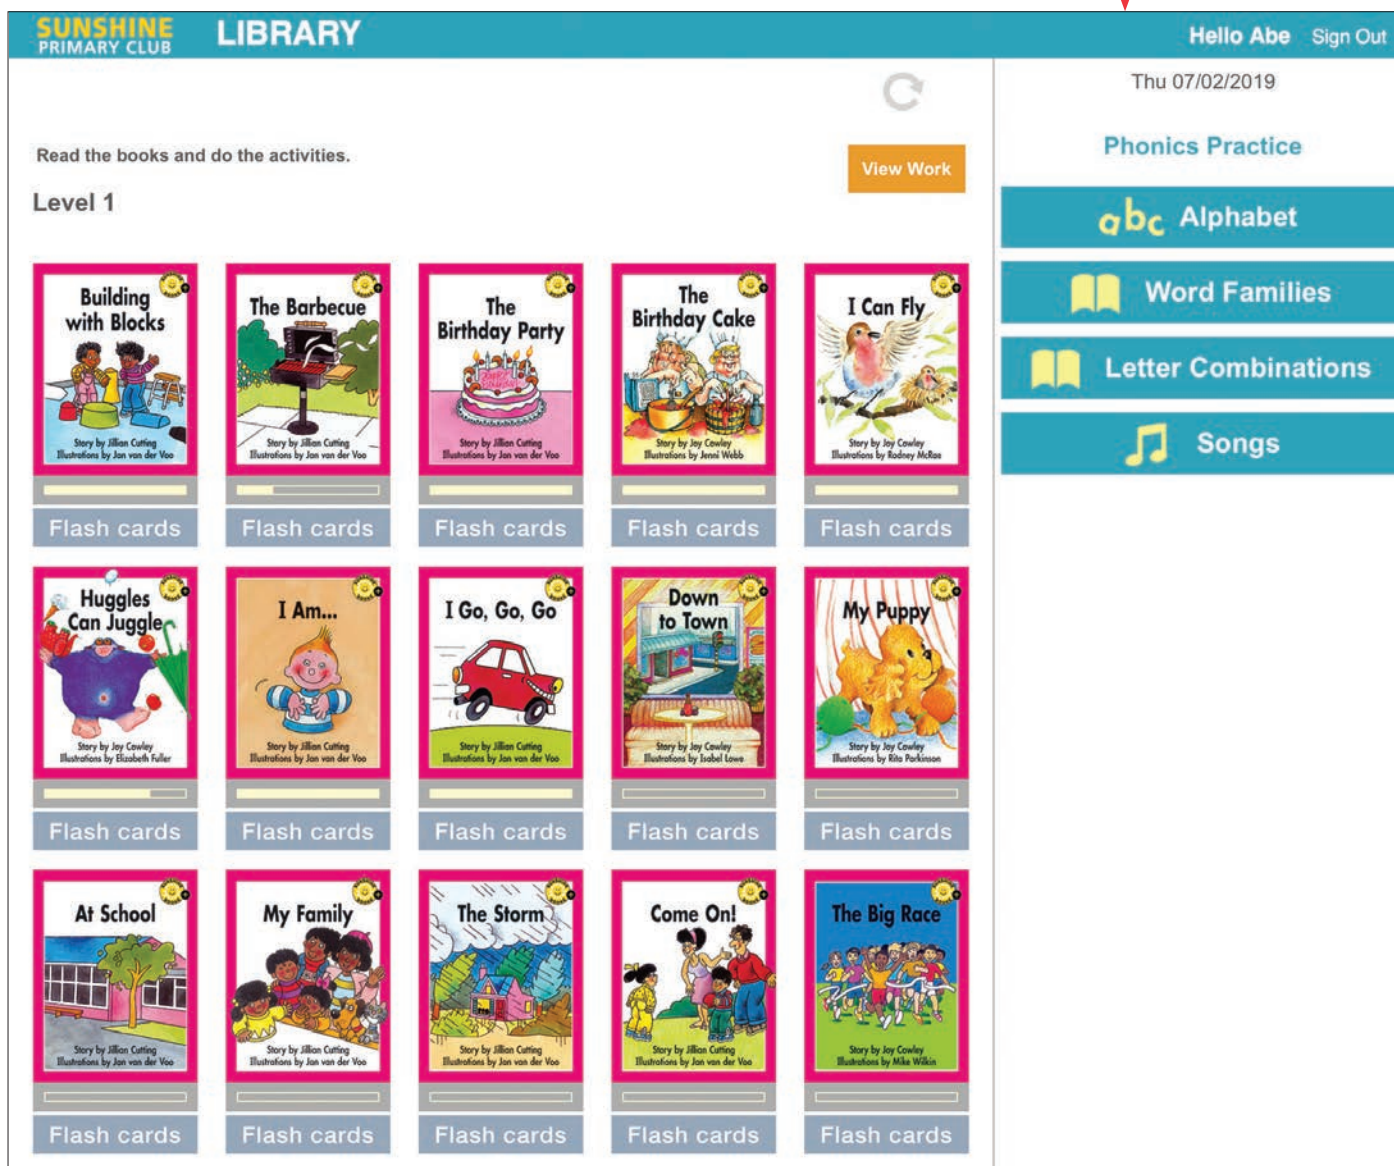 SUNSHINE
PRIMARY CLUB
LIBRARY
Hello Abe Sign Out
Thu 07/02/2019
Read the books and do the activities.
View Work
Level 1
Phonics Practice
abc Alphabet
Word Families
Letter Combinations
Songs
Building
with Blocks
Story by Jillian Cutting
Illustrations by Jan van der Voo
The Barbecue
Story by Jillian Cutting
Illustrations by Jan van der Voo
The
Birthday Party
Story by Jillian Cutting
Illustrations by Jan van der Voo
The
Birthday Cake
Story by Joy Cowley
Illustrations by Jenni Webb
I Can Fly
Story by Joy Cowley
Illustrations by Rodney McRae
Flash cards
Flash cards
Flash cards
Flash cards
Flash cards
Huggles
Can Juggle
Story by Joy Cowley
Illustrations by Elizabeth Fuller
I Am...
Story by Jillian Cutting
Illustrations by Jan van der Voo
I Go, Go, Go
Story by Jillian Cutting
Illustrations by Jan van der Voo
Down
to Town
Story by Joy Cowley
Illustrations by Isabel Lowe
My Puppy
Story by Joy Cowley
Illustrations by Rita Parkinson
Flash cards
Flash cards
Flash cards
Flash cards
Flash cards
At School
Story by Jillian Cutting
Illustrations by Jan van der Voo
My Family
Story by Jillian Cutting
Illustrations by Jan van der Voo
The Storm
Story by Jillian Cutting
Illustrations by Jan van der Voo
Come On!
Story by Jillian Cutting
Illustrations by Jan van der Voo
The Big Race
Story by Joy Cowley
Illustrations by Mike Wilkin
Flash cards
Flash cards
Flash cards
Flash cards
Flash cards